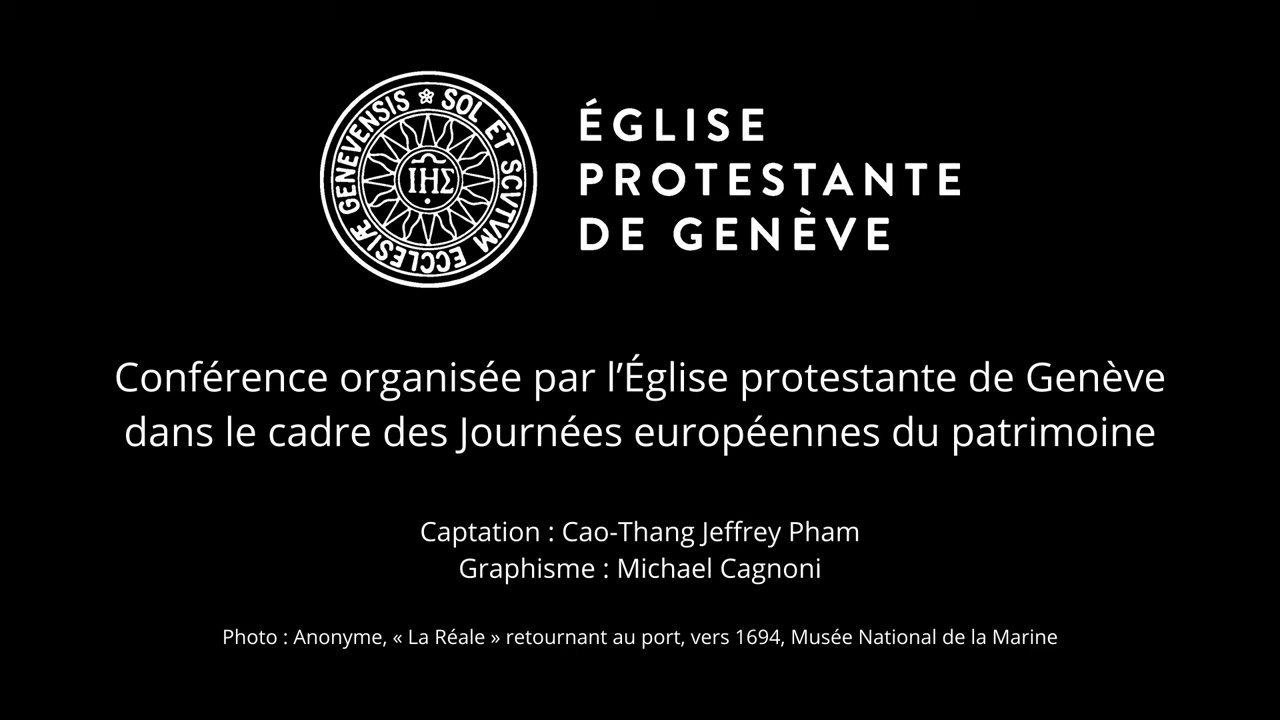 SOL ET SCVTVM ECCLESIÆ GENEVENSIS
IHΣ
ÉGLISE
PROTESTANTE
DE GENÈVE
Conférence organisée par l’Église protestante de Genève
dans le cadre des Journées européennes du patrimoine
Captation : Cao-Thang Jeffrey Pham
Graphisme : Michael Cagnoni
Photo : Anonyme, « La Réale » retournant au port, vers 1694, Musée National de la Marine